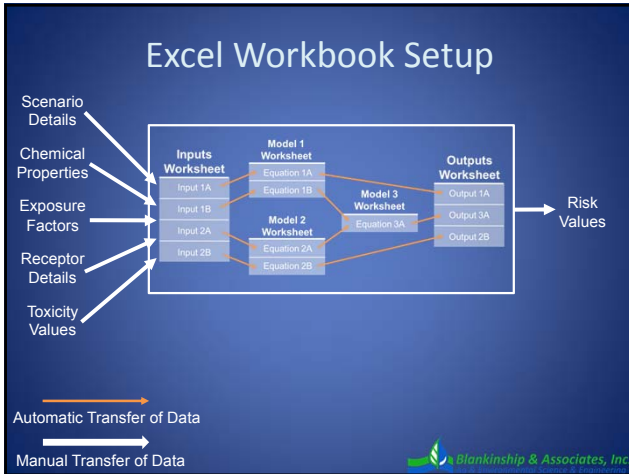 Excel Workbook Setup
Scenario
Details
Chemical
Properties
Exposure
Factors
Receptor
Details
Toxicity
Values
Inputs
Worksheet
Input 1A
Input 1B
Input 2A
Input 2B
Model 1
Worksheet
Equation 1A
Equation 1B
Model 2
Worksheet
Equation 2A
Equation 2B
Model 3
Worksheet
Equation 3A
Outputs
Worksheet
Output 1A
Output 3A
Output 2B
Risk
Values
Automatic Transfer of Data
Manual Transfer of Data
Blankinship & Associates, Inc
& Environmental Science & Engineering